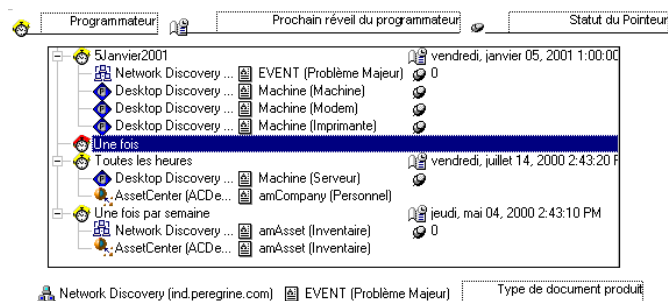 Programmateur Prochain réveil du programmateur Statut du Pointeur
5Janvier2001 vendredi, janvier 05, 2001 1:00:00
Network Discovery ... EVENT (Problème Majeur) 0
Desktop Discovery ... Machine (Machine)
Desktop Discovery ... Machine (Modem)
Desktop Discovery ... Machine (Imprimante)
Une fois
Toutes les heures vendredi, juillet 14, 2000 2:43:20 P
Desktop Discovery ... Machine (Serveur)
AssetCenter (ACDe... amCompany (Personnel)
Une fois par semaine jeudi, mai 04, 2000 2:43:10 PM
Network Discovery ... amAsset (Inventaire) 0
AssetCenter (ACDe... amAsset (Inventaire)
Network Discovery (ind.peregrine.com) EVENT (Problème Majeur) Type de document produit